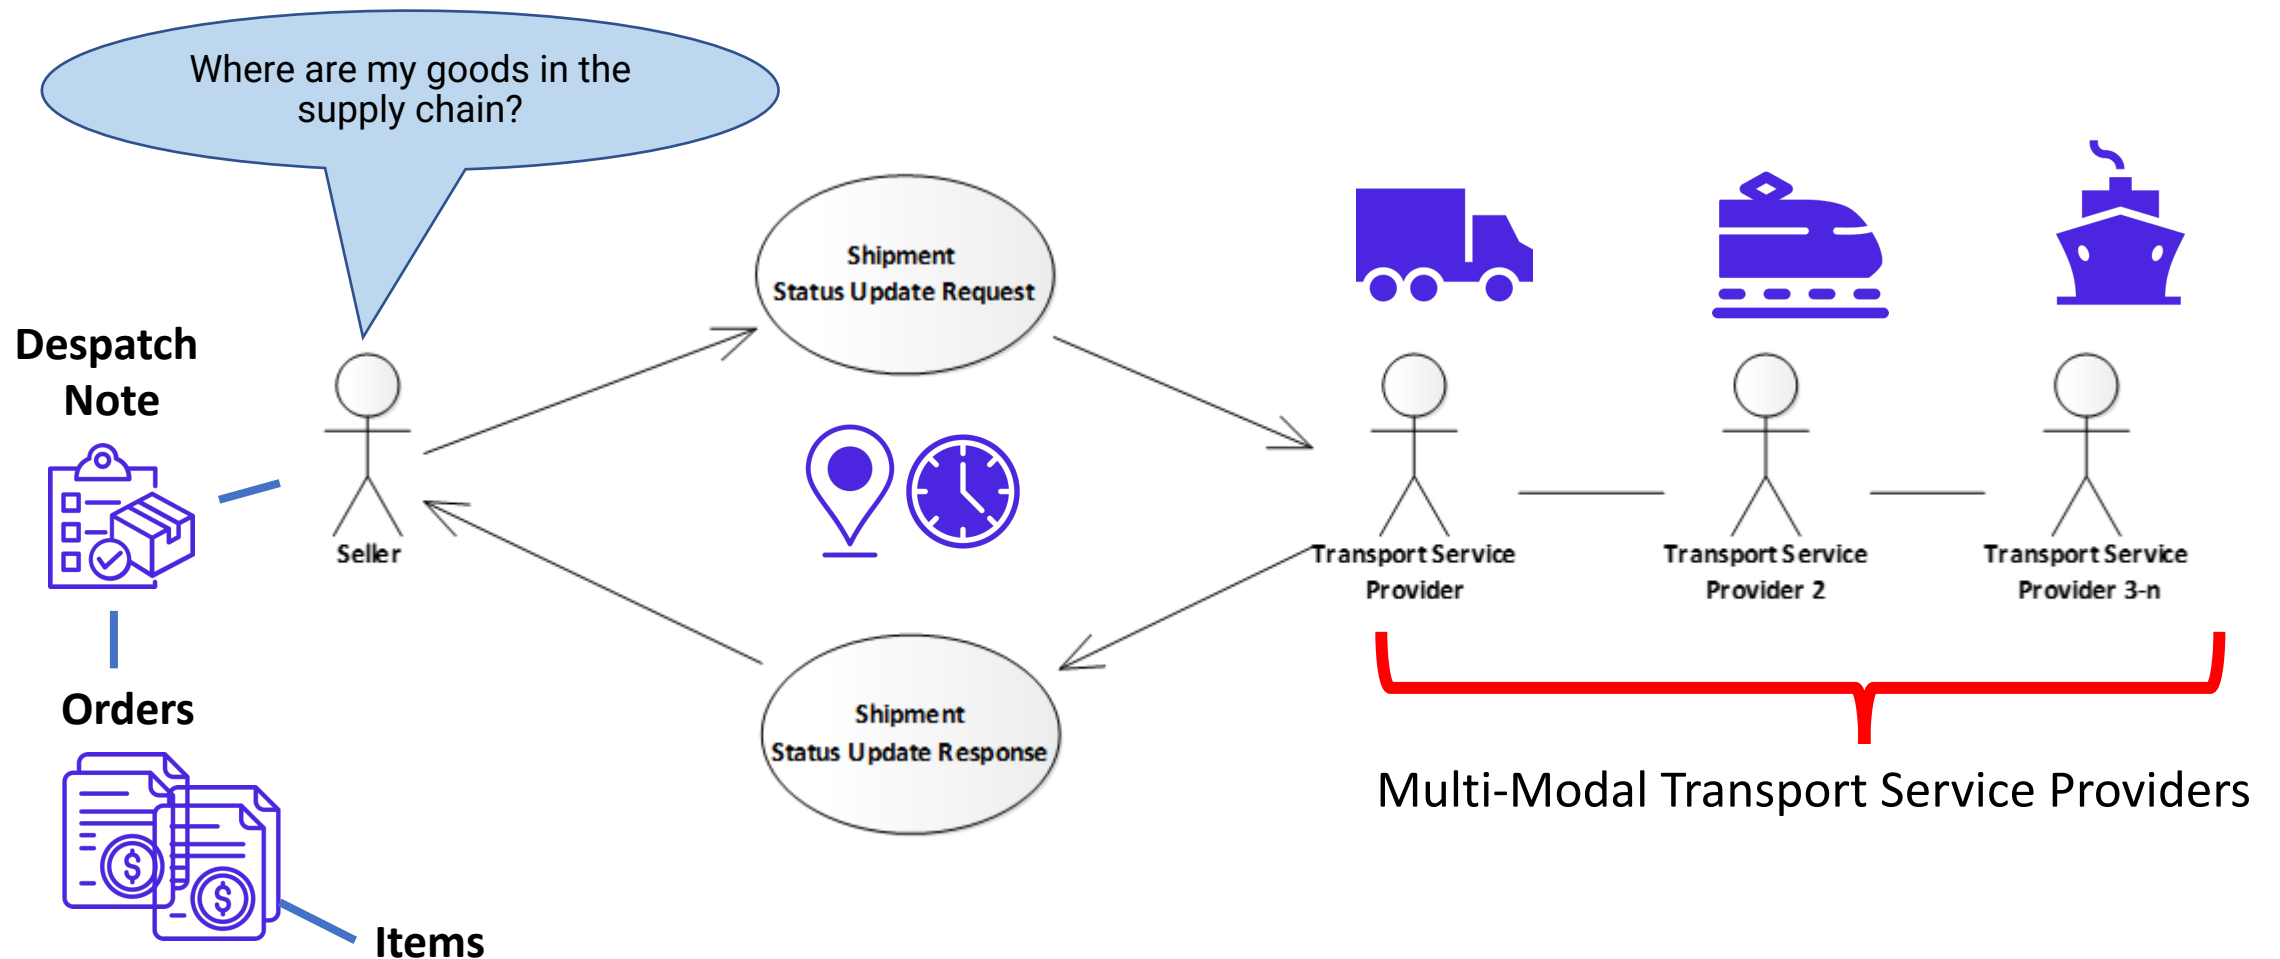 Where are my goods in the
supply chain?
Shipment
Status Update Request
Despatch
Note
Seller
Transport Service
Provider
Transport Service
Provider 2
Transport Service
Provider 3-n
Orders
$
$
Shipment
Status Update Response
Multi-Modal Transport Service Providers
Items